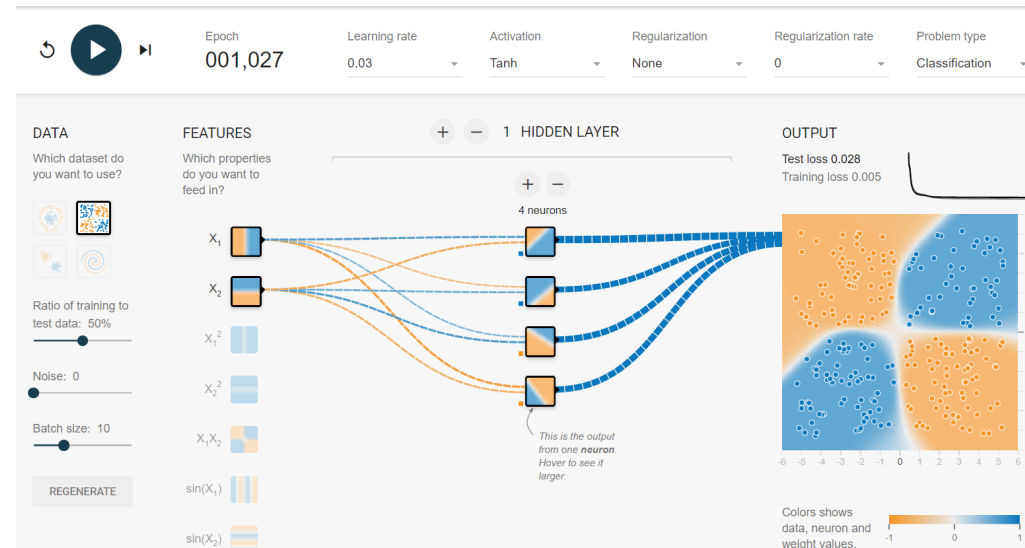 Epoch
001,027
Learning rate
0.03
Activation
Tanh
Regularization
None
Regularization rate
0
Problem type
Classification
DATA
Which dataset do
you want to use?
Ratio of training to
test data: 50%
Noise: 0
Batch size: 10
REGENERATE
FEATURES
Which properties
do you want to
feed in?
X₁
X₂
X₁²
X₂²
X₁X₂
sin(X₁)
sin(X₂)
+ − 1 HIDDEN LAYER
+ −
4 neurons
This is the output
from one neuron.
Hover to see it
larger.
OUTPUT
Test loss 0.028
Training loss 0.005
-6 -5 -4 -3 -2 -1 0 1 2 3 4 5 6
Colors shows
data, neuron and
weight values.
-1 0 1